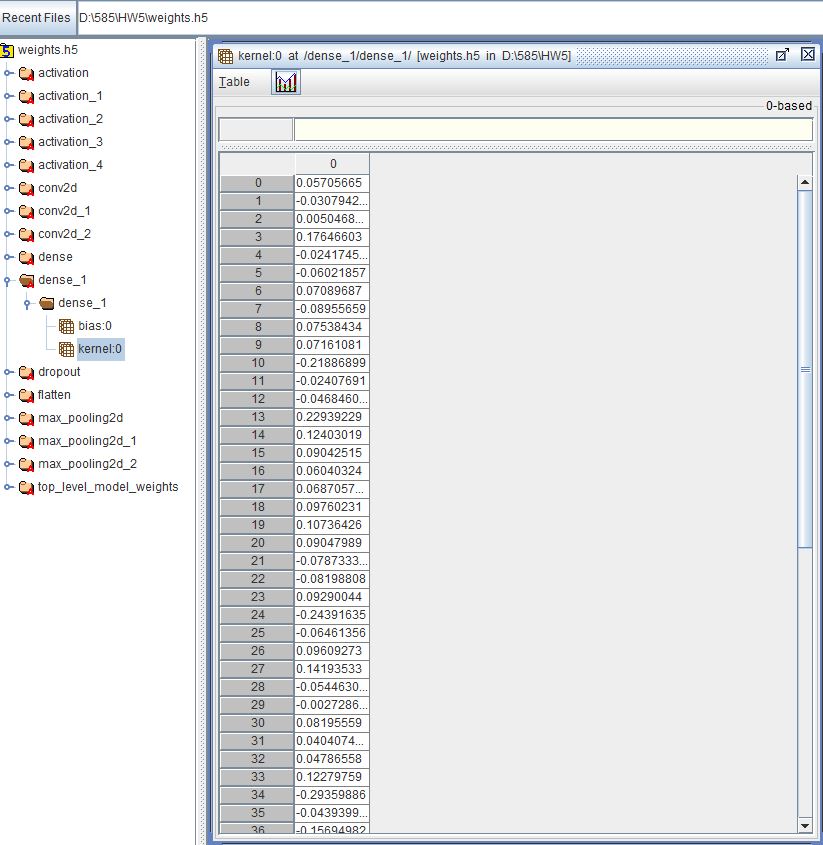 Recent Files D:\585\HW5\weights.h5
5 weights.h5
activation
activation_1
activation_2
activation_3
activation_4
conv2d
conv2d_1
conv2d_2
dense
dense_1
dense_1
bias:0
kernel:0
dropout
flatten
max_pooling2d
max_pooling2d_1
max_pooling2d_2
top_level_model_weights
kernel:0 at /dense_1/dense_1/ [weights.h5 in D:\585\HW5]
Table
0-based
0
0 0.05705665
1 -0.0307942...
2 0.0050468...
3 0.17646603
4 -0.0241745...
5 -0.06021857
6 0.07089687
7 -0.08955659
8 0.07538434
9 0.07161081
10 -0.21886899
11 -0.02407691
12 -0.0468460...
13 0.22939229
14 0.12403019
15 0.09042515
16 0.06040324
17 0.0687057...
18 0.09760231
19 0.10736426
20 0.09047989
21 -0.0787333...
22 -0.08198808
23 0.09290044
24 -0.24391635
25 -0.06461356
26 0.09609273
27 0.14193533
28 -0.0544630...
29 -0.0027286...
30 0.08195559
31 0.0404074...
32 0.04786558
33 0.12279759
34 -0.29359886
35 -0.0439399...
36 -0.15694982